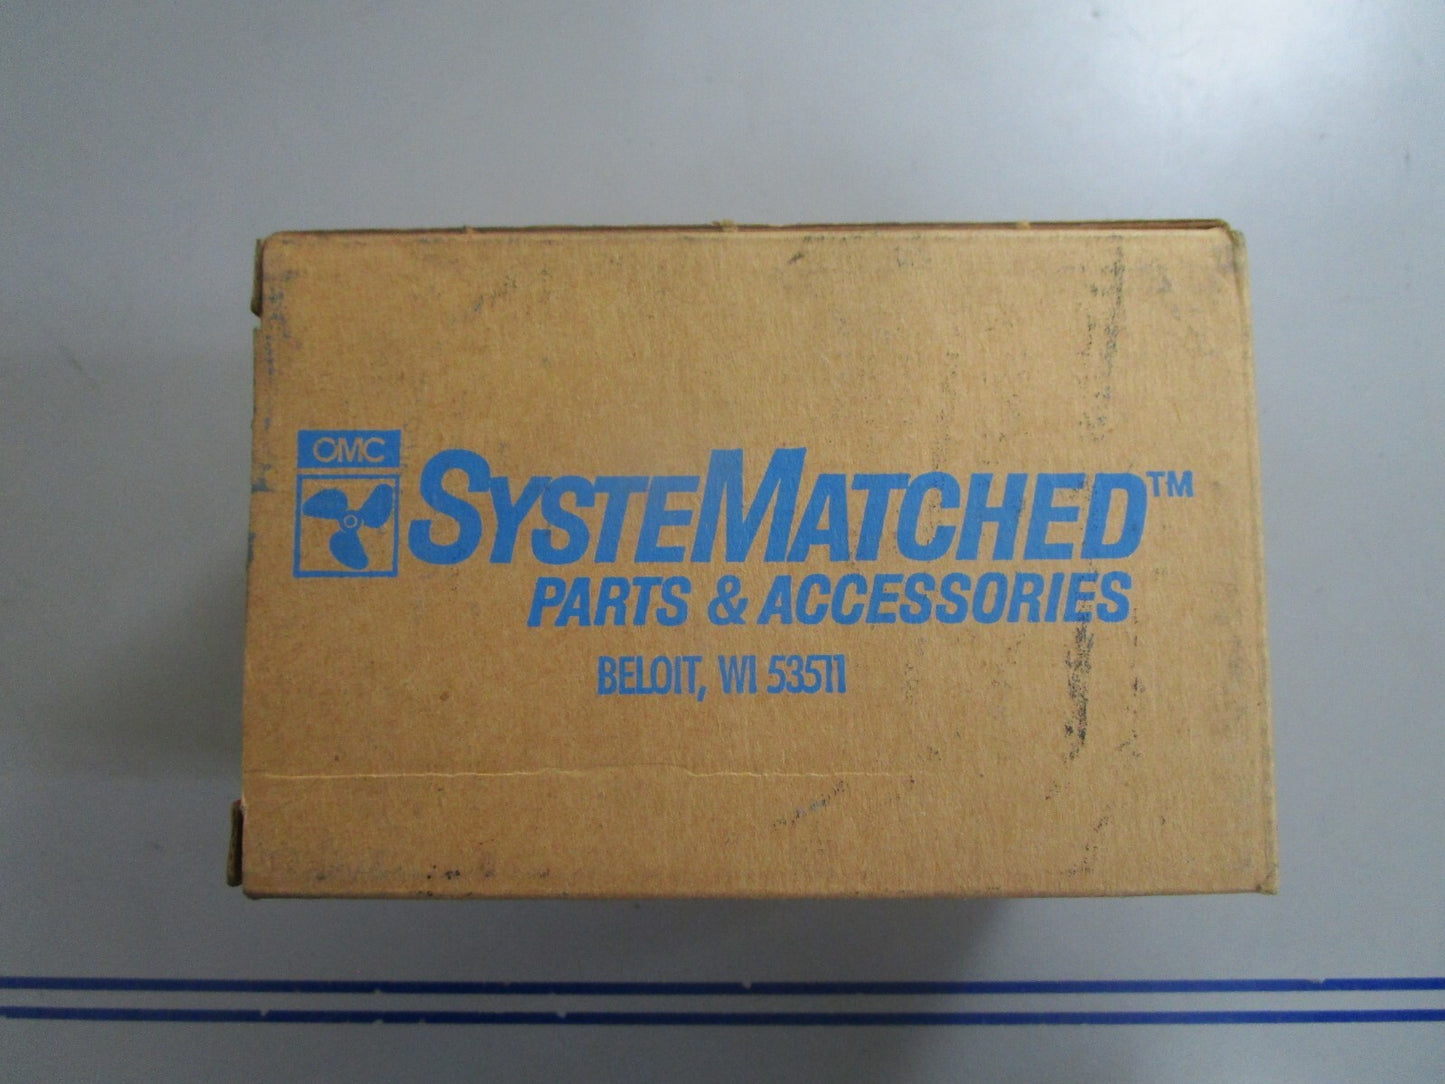 OMC
SYSTEMATCHED™
PARTS & ACCESSORIES
BELOIT, WI 53511